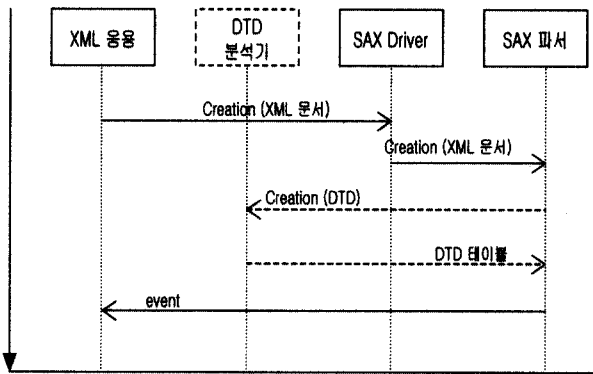 XML 응용
DTD
분석기
SAX Driver
SAX 파서
Creation (XML 문서)
Creation (XML 문서)
Creation (DTD)
DTD 테이블
event